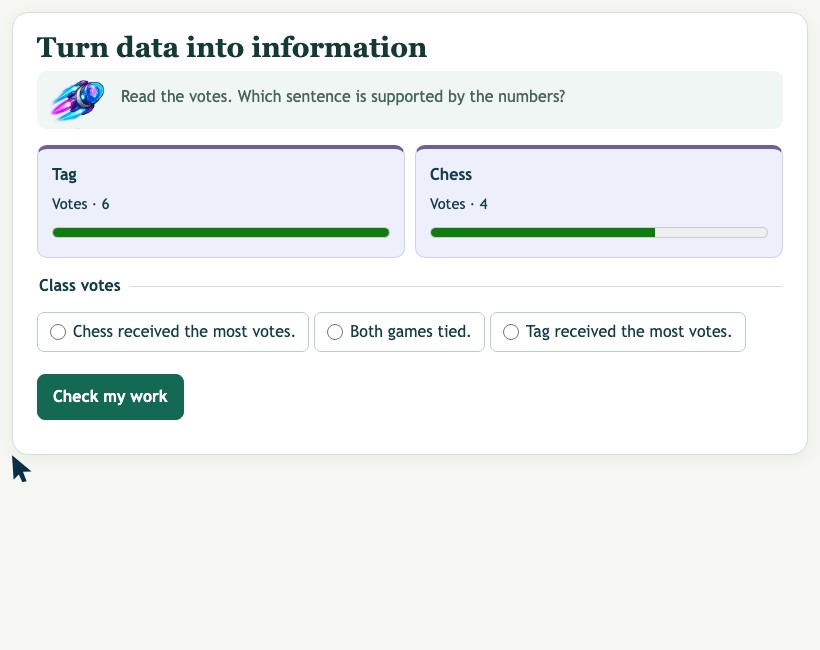 Turn data into information
Read the votes. Which sentence is supported by the numbers?
Tag
Votes · 6
Chess
Votes · 4
Class votes
Chess received the most votes.
Both games tied.
Tag received the most votes.
Check my work